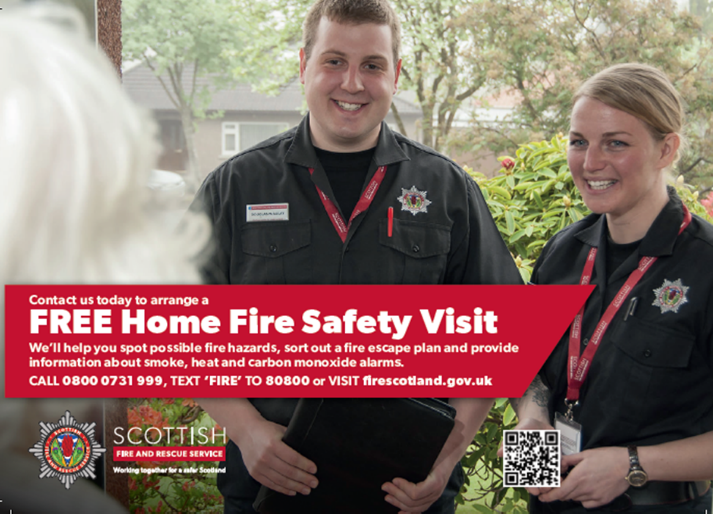 Contact us today to arrange a
FREE Home Fire Safety Visit
We'll help you spot possible fire hazards, sort out a fire escape plan and provide
information about smoke, heat and carbon monoxide alarms.
CALL 0800 0731 999, TEXT 'FIRE' TO 80800 or VISIT firescotland.gov.uk
SCOTTISH
FIRE AND RESCUE SERVICE
Working together for a safer Scotland